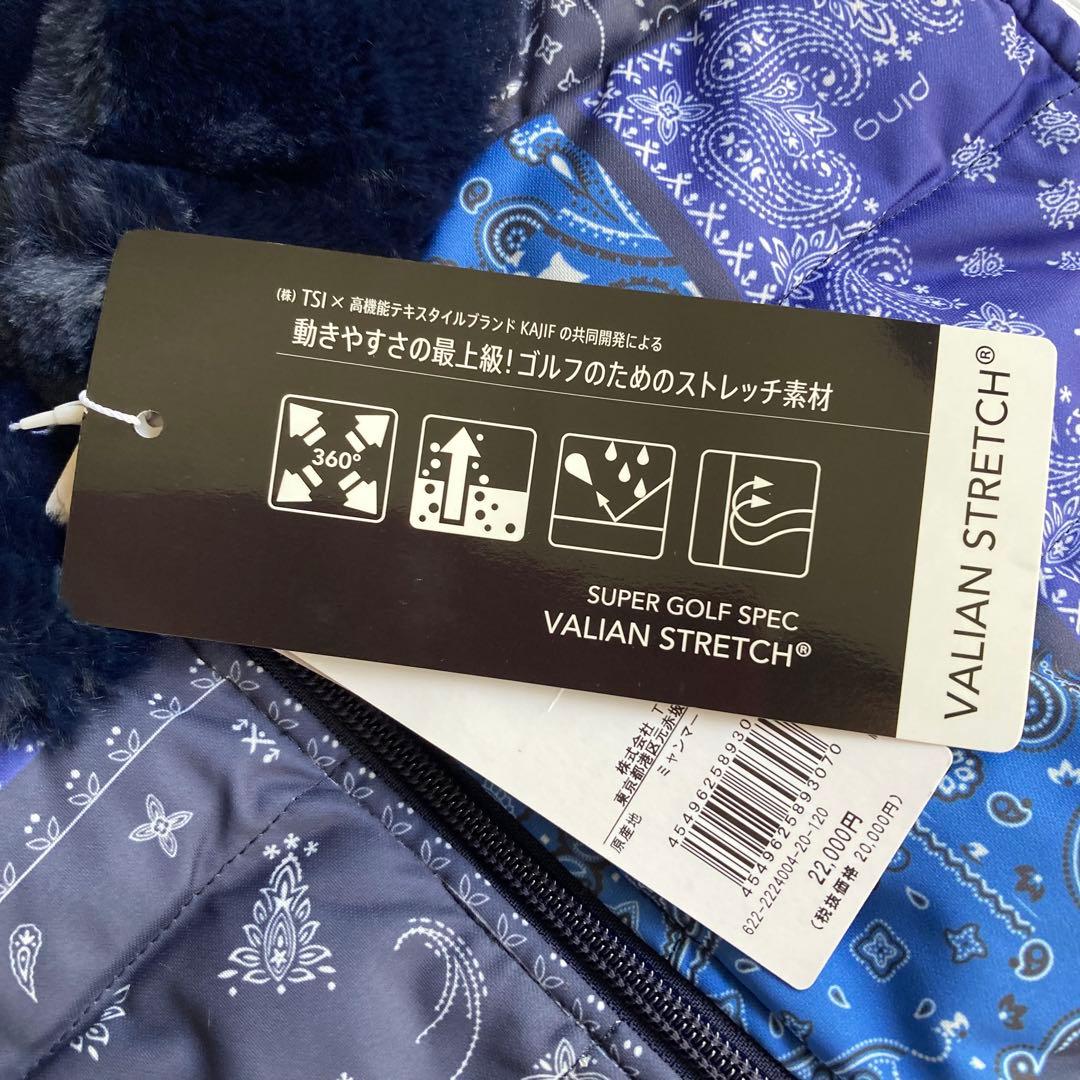 ping
(株) TSI × 高機能テキスタイルブランド KAJIF の共同開発による
動きやすさの最上級!ゴルフのためのストレッチ素材
360°
SUPER GOLF SPEC
VALIAN STRETCH®
VALIAN STRETCH®
株式会社 T
東京都港区元赤坂
原産地 ミャンマー
4549625893070
622-2224004-20-120
22,000円
(税抜価格 20,000円)